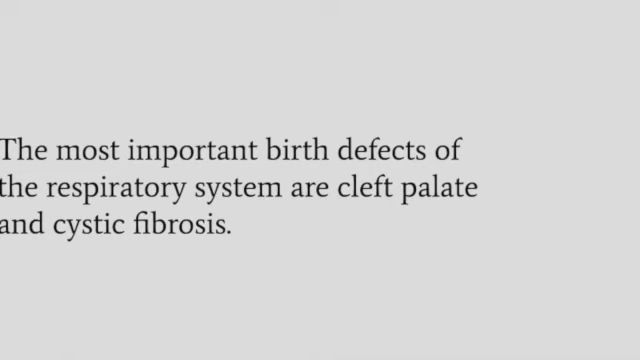 The most important birth defects of
the respiratory system are cleft palate
and cystic fibrosis.